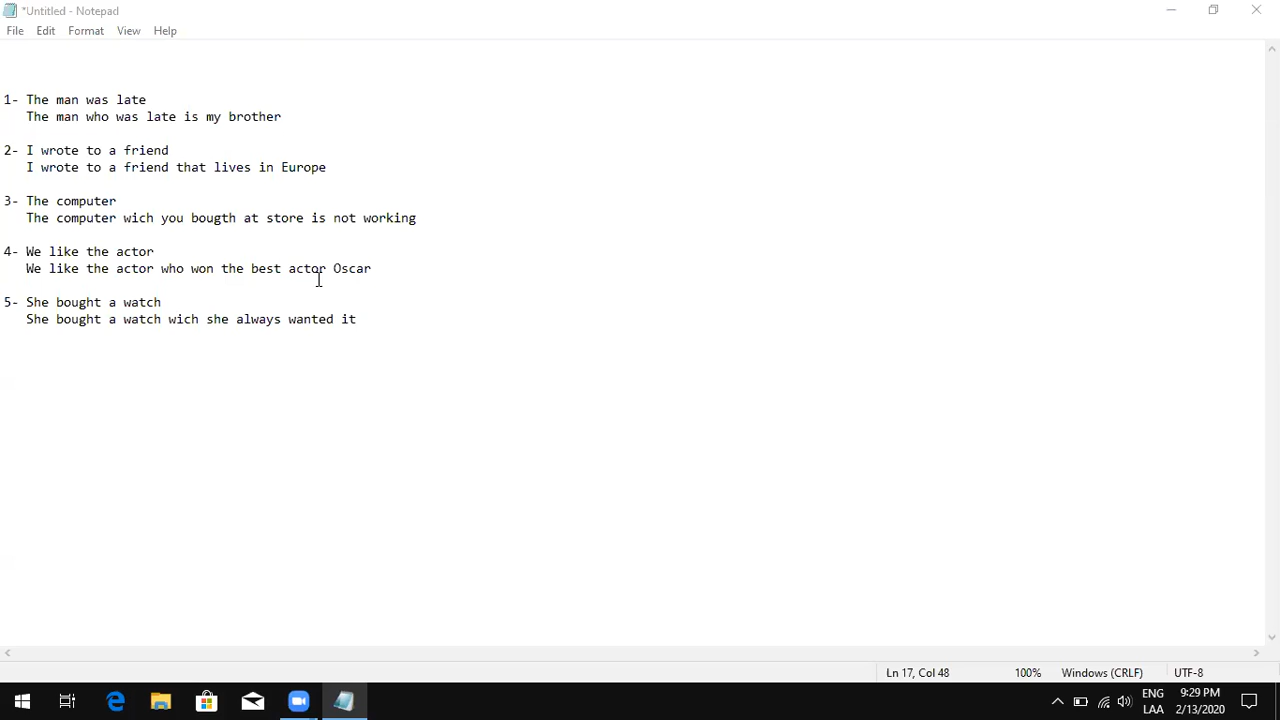 *Untitled - Notepad
File Edit Format View Help
1- The man was late
The man who was late is my brother
2- I wrote to a friend
I wrote to a friend that lives in Europe
3- The computer
The computer wich you bougth at store is not working
4- We like the actor
We like the actor who won the best actor Oscar
5- She bought a watch
She bought a watch wich she always wanted it
Ln 17, Col 48 100% Windows (CRLF) UTF-8
ENG 9:29 PM
LAA 2/13/2020